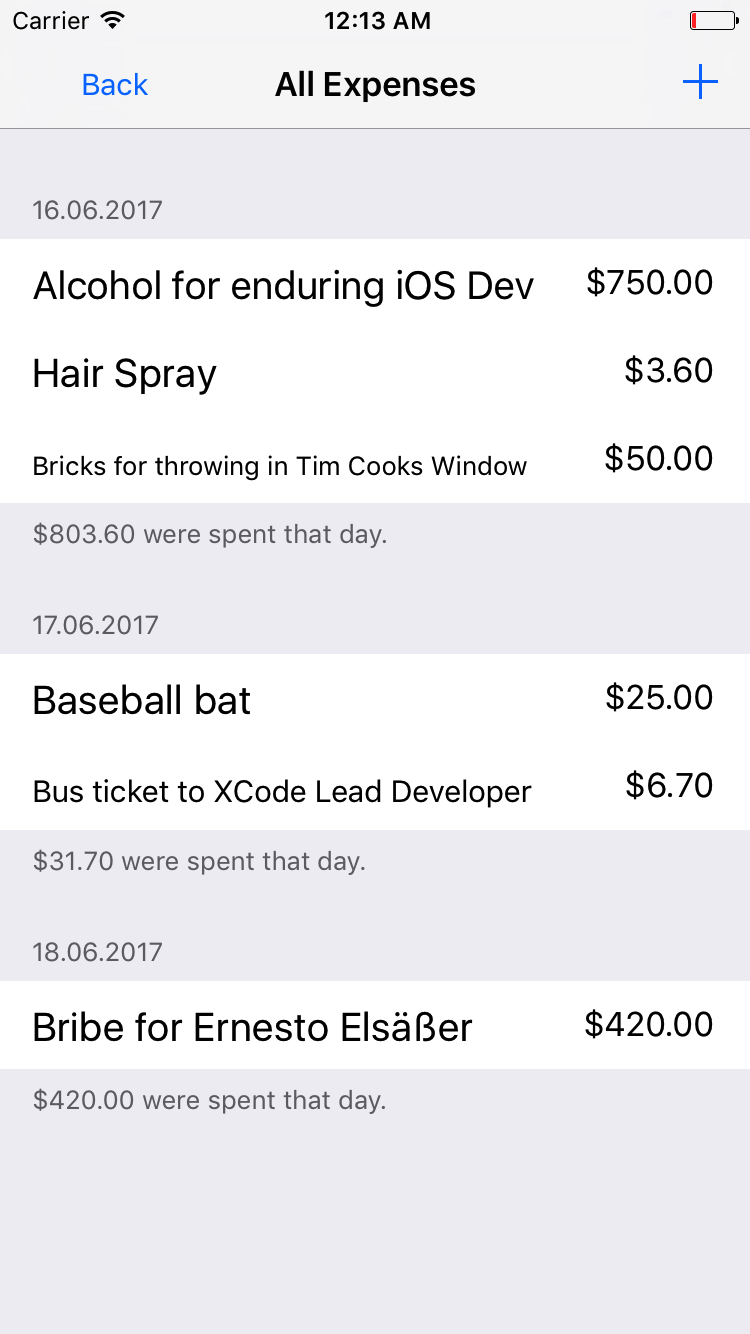 Carrier 12:13 AM
Back All Expenses +
16.06.2017
Alcohol for enduring iOS Dev $750.00
Hair Spray $3.60
Bricks for throwing in Tim Cooks Window $50.00
$803.60 were spent that day.
17.06.2017
Baseball bat $25.00
Bus ticket to XCode Lead Developer $6.70
$31.70 were spent that day.
18.06.2017
Bribe for Ernesto Elsäßer $420.00
$420.00 were spent that day.